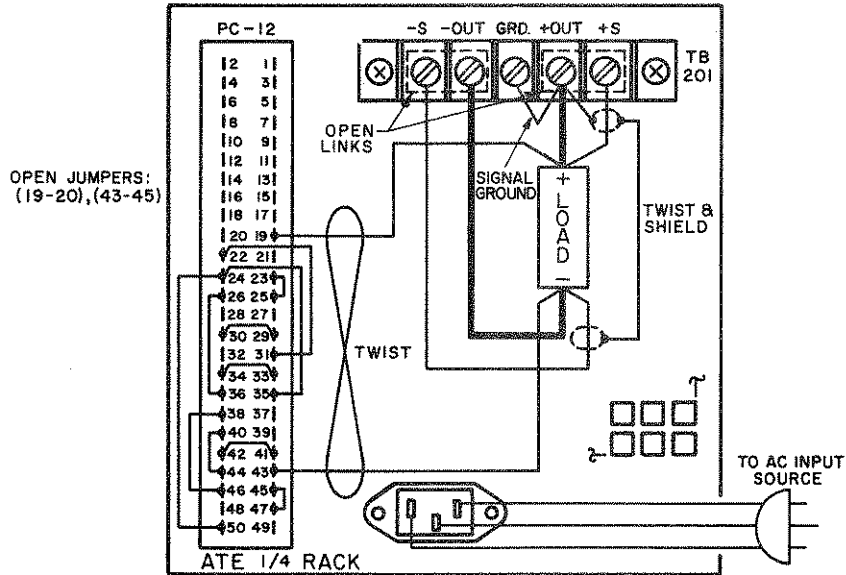 PC-12
-S -OUT GRD. +OUT +S
TB
201
2 1
4 3
6 5
8 7
10 9
12 11
14 13
16 15
18 17
20 19
22 21
24 23
26 25
28 27
30 29
32 31
34 33
36 35
38 37
40 39
42 41
44 43
46 45
48 47
50 49
OPEN JUMPERS:
(19-20),(43-45)
OPEN
LINKS
SIGNAL
GROUND
+
LOAD
-
TWIST &
SHIELD
TWIST
TO AC INPUT
SOURCE
ATE 1/4 RACK